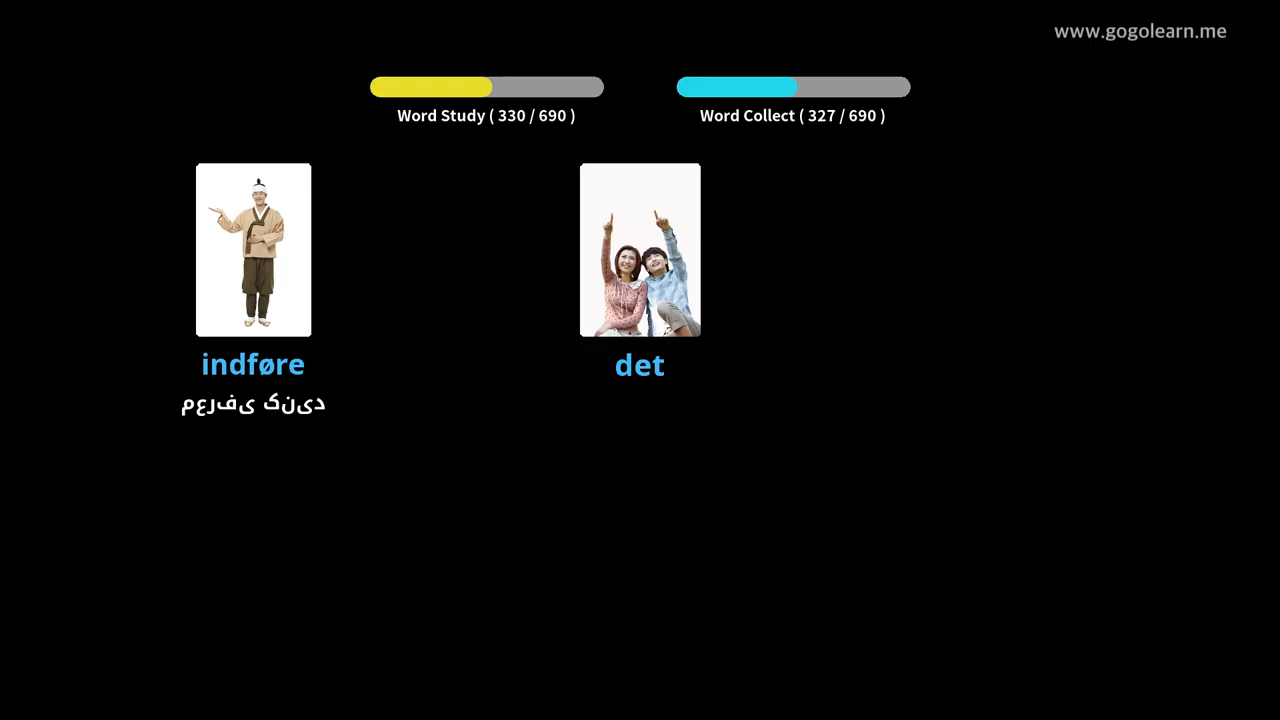 www.gogolearn.me
Word Study ( 330 / 690 )
Word Collect ( 327 / 690 )
indføre
معرفی کنید
det